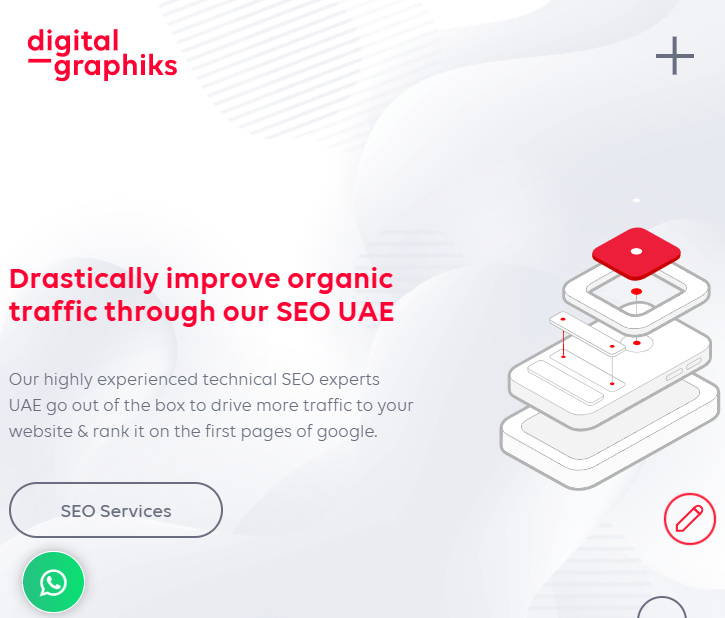 digital
graphiks
Drastically improve organic
traffic through our SEO UAE
Our highly experienced technical SEO experts
UAE go out of the box to drive more traffic to your
website & rank it on the first pages of google.
SEO Services